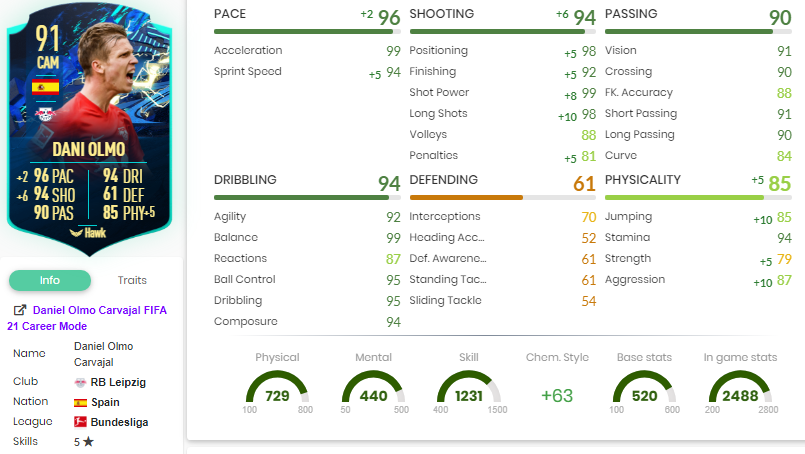 91
CAM
DANI OLMO
+2 96 PAC 94 DRI
+6 94 SHO 61 DEF
90 PAS 85 PHY+5
Hawk
Info Traits
Daniel Olmo Carvajal FIFA
21 Career Mode
Name Daniel Olmo
Carvajal
Club RB Leipzig
Nation Spain
League Bundesliga
Skills 5 ★
PACE +2 96
Acceleration 99
Sprint Speed +5 94
SHOOTING +6 94
Positioning +5 98
Finishing +5 92
Shot Power +8 99
Long Shots +10 98
Volleys 88
Penalties +5 81
PASSING 90
Vision 91
Crossing 90
FK. Accuracy 88
Short Passing 91
Long Passing 90
Curve 84
DRIBBLING 94
Agility 92
Balance 99
Reactions 87
Ball Control 95
Dribbling 95
Composure 94
DEFENDING 61
Interceptions 70
Heading Acc... 52
Def. Awarene... 61
Standing Tac... 61
Sliding Tackle 54
PHYSICALITY +5 85
Jumping +10 85
Stamina 94
Strength +5 79
Aggression +10 87
Physical Mental Skill Chem. Style Base stats In game stats
729 440 1231 +63 520 2488
100 800 50 500 400 1500 100 600 200 2800